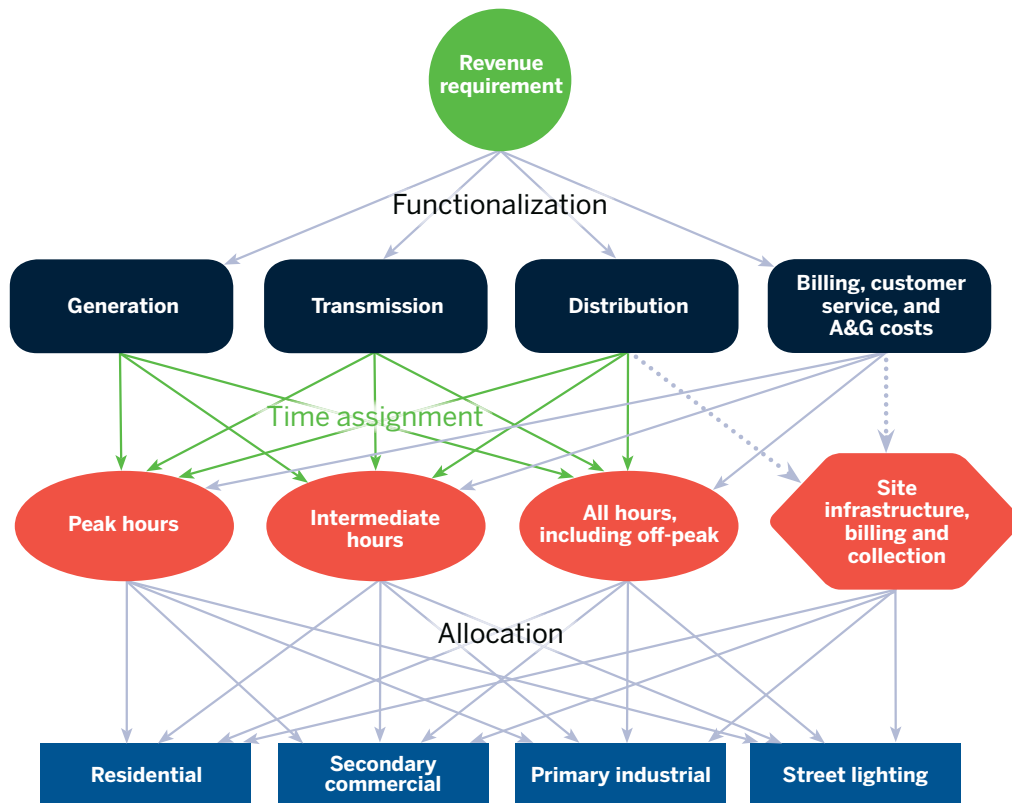 Revenue
requirement
Functionalization
Generation
Transmission
Distribution
Billing, customer
service, and
A&G costs
Time assignment
Peak hours
Intermediate
hours
All hours,
including off-peak
Site
infrastructure,
billing and
collection
Allocation
Residential
Secondary
commercial
Primary industrial
Street lighting